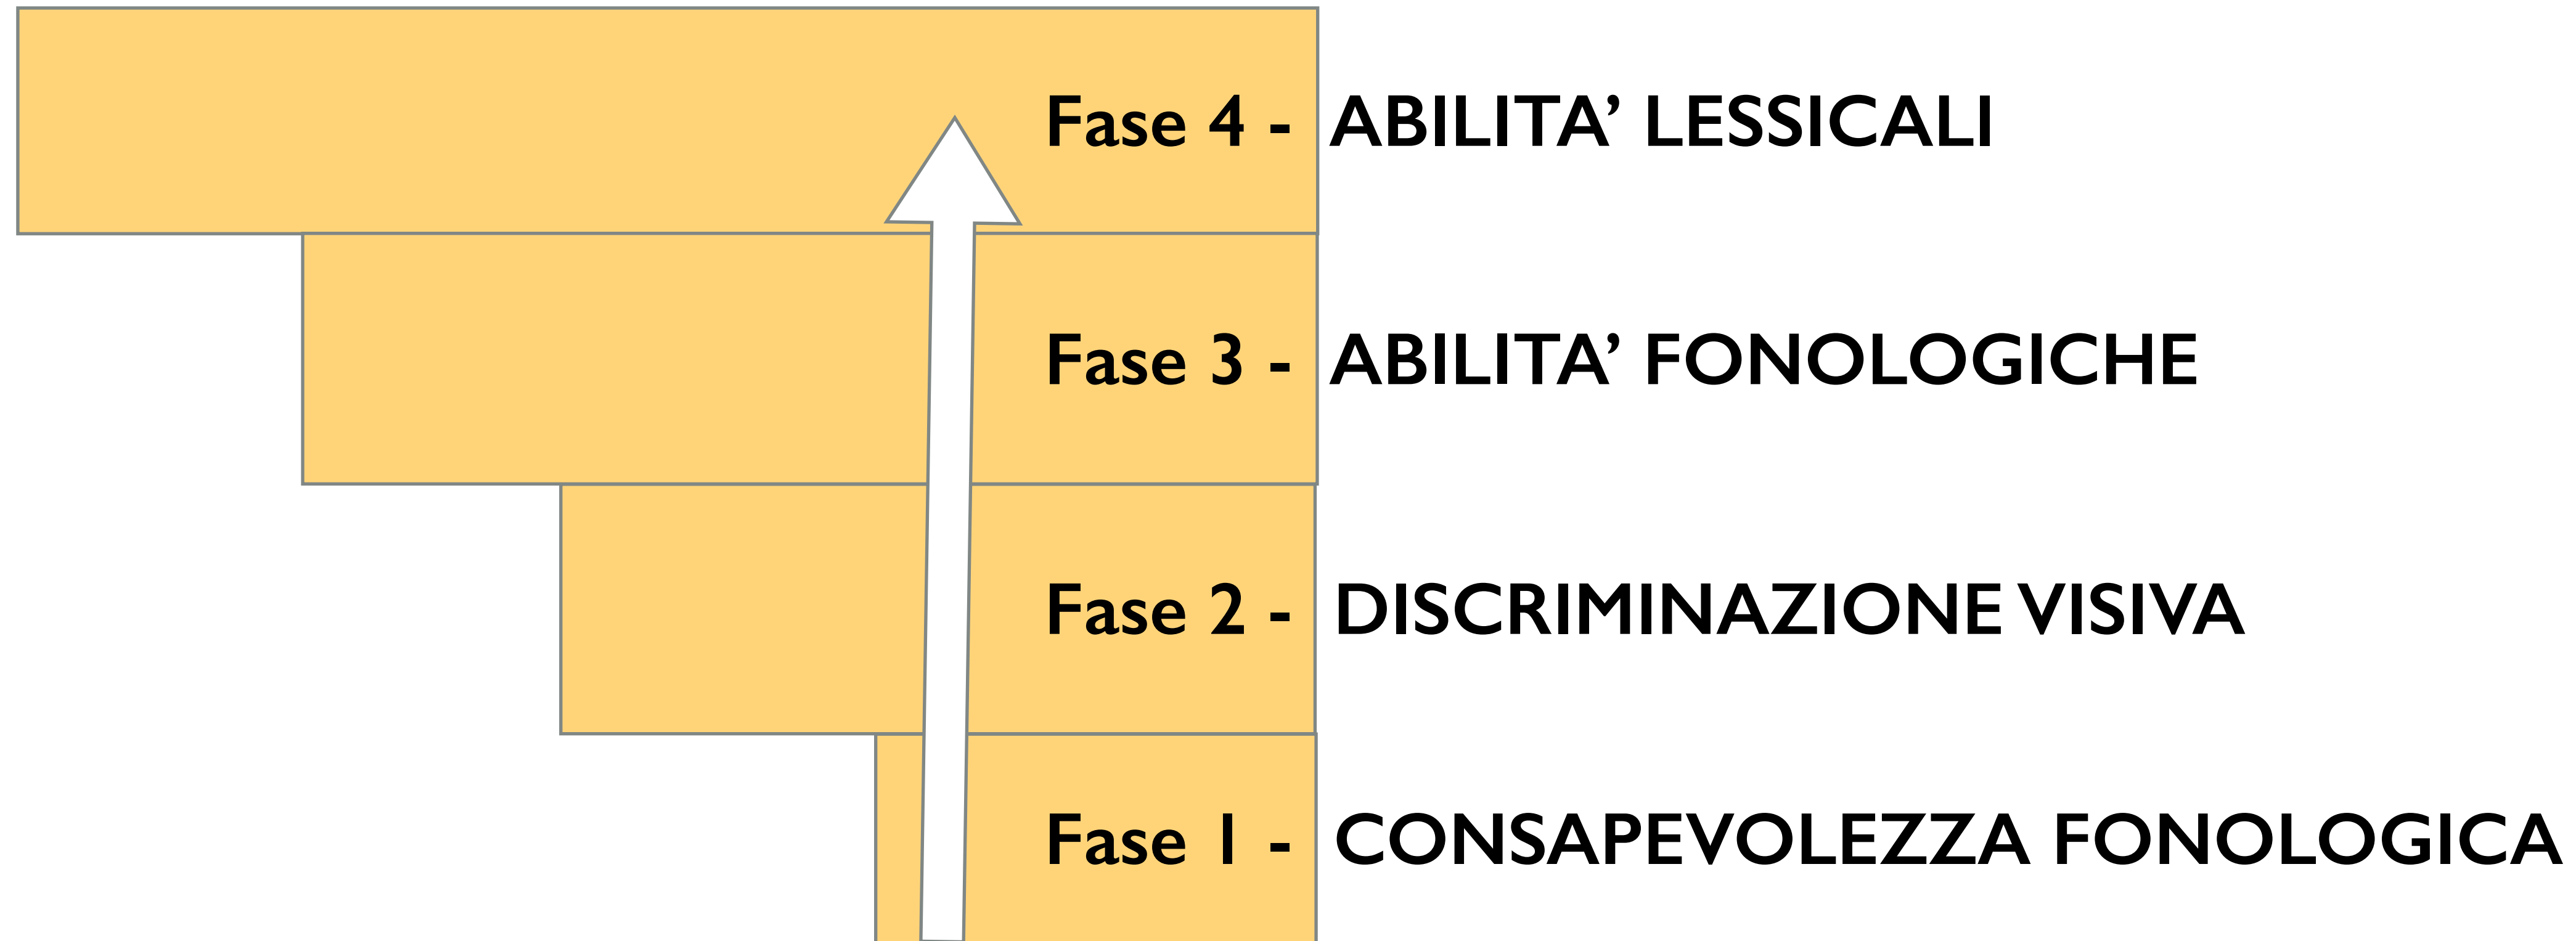 Fase 4 - ABILITA’ LESSICALI
Fase 3 - ABILITA’ FONOLOGICHE
Fase 2 - DISCRIMINAZIONE VISIVA
Fase 1 - CONSAPEVOLEZZA FONOLOGICA